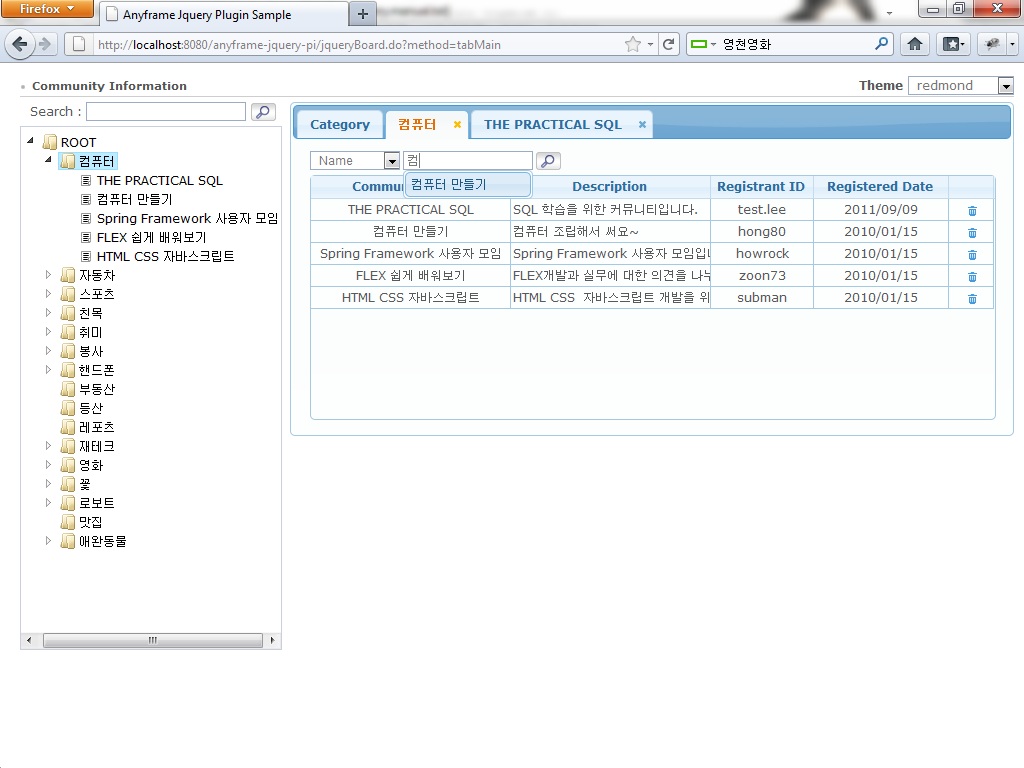 Firefox
Anyframe Jquery Plugin Sample
http://localhost:8080/anyframe-jquery-pi/jqueryBoard.do?method=tabMain
영천영화
Community Information
Theme
redmond
Search :
ROOT
컴퓨터
THE PRACTICAL SQL
컴퓨터 만들기
Spring Framework 사용자 모임
FLEX 쉽게 배워보기
HTML CSS 자바스크립트
자동차
스포츠
친목
취미
봉사
핸드폰
부동산
등산
레포츠
재테크
영화
꽃
로보트
맛집
애완동물
Category
컴퓨터
THE PRACTICAL SQL
Name
컴
컴퓨터 만들기
Commu Description Registrant ID Registered Date
THE PRACTICAL SQL SQL 학습을 위한 커뮤니티입니다. test.lee 2011/09/09
컴퓨터 만들기 컴퓨터 조립해서 써요~ hong80 2010/01/15
Spring Framework 사용자 모임 Spring Framework 사용자 모임입니 howrock 2010/01/15
FLEX 쉽게 배워보기 FLEX개발과 실무에 대한 의견을 나누 zoon73 2010/01/15
HTML CSS 자바스크립트 HTML CSS 자바스크립트 개발을 위 subman 2010/01/15